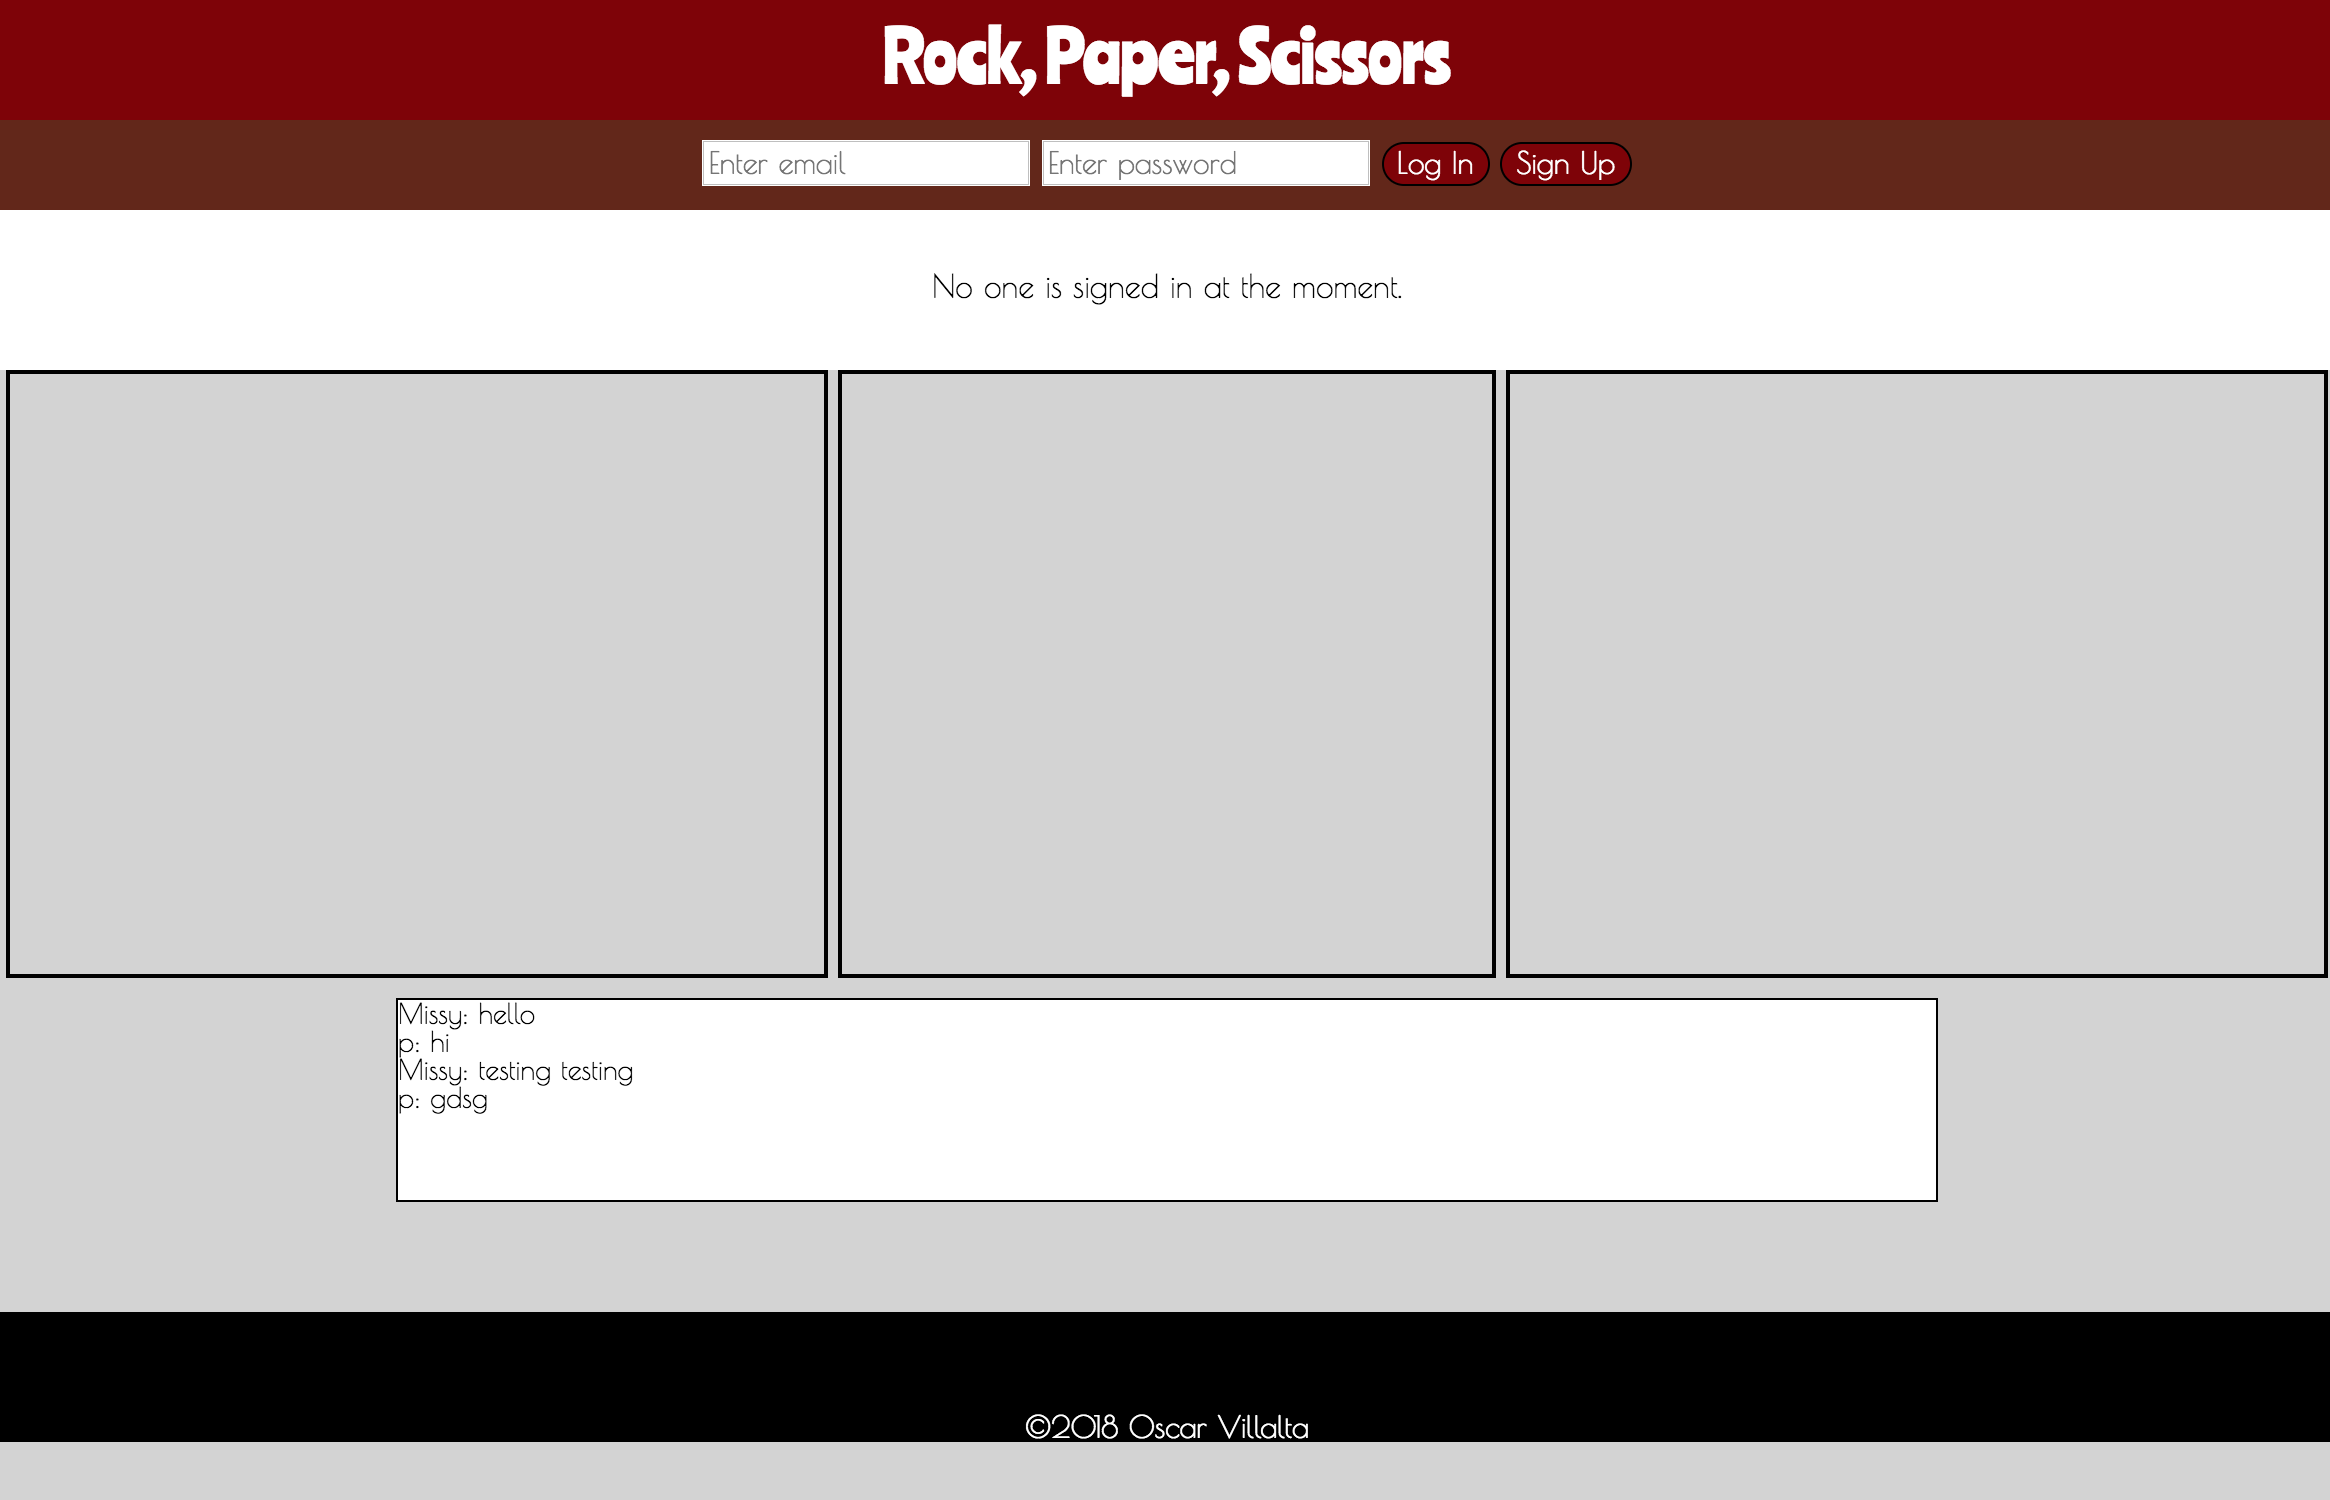 Rock, Paper, Scissors
Enter email Enter password Log In Sign Up
No one is signed in at the moment.
Missy: hello
p: hi
Missy: testing testing
p: gdsg
©2018 Oscar Villalta